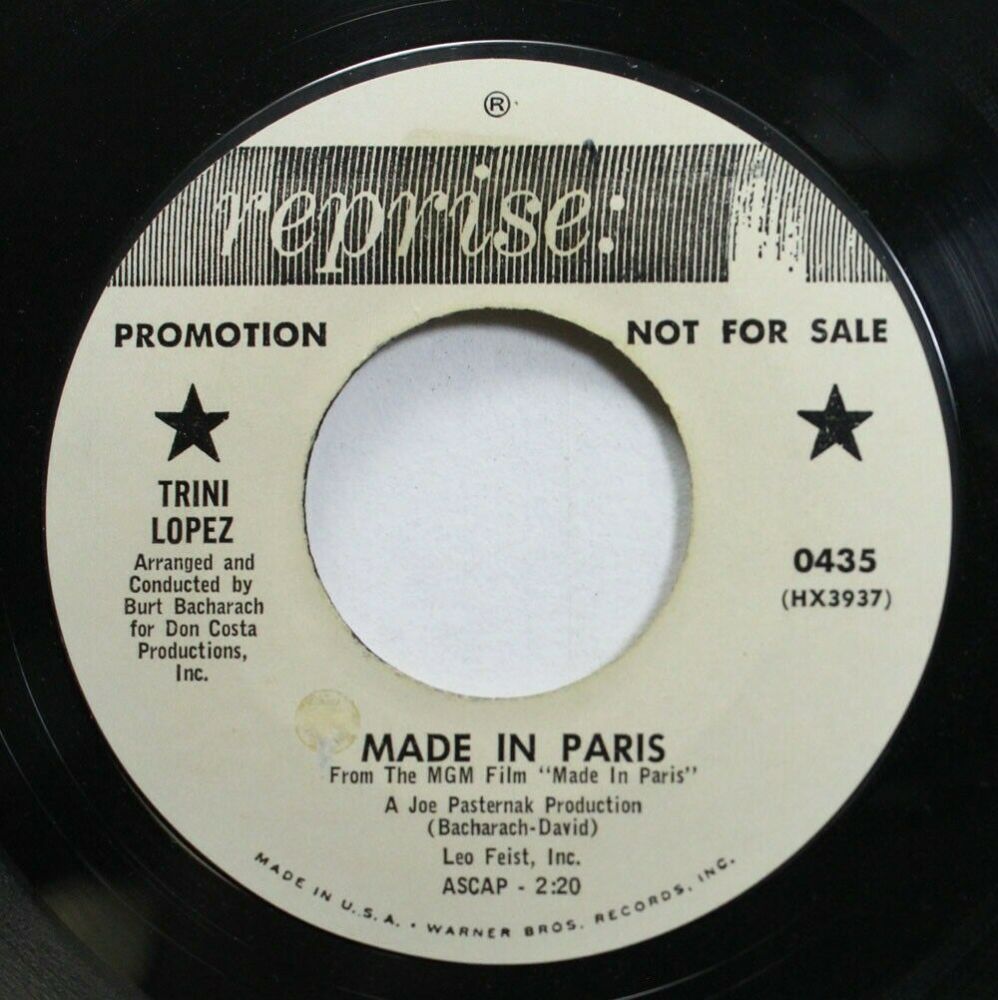 ®
reprise:
PROMOTION
NOT FOR SALE
TRINI
LOPEZ
Arranged and
Conducted by
Burt Bacharach
for Don Costa
Productions,
Inc.
0435
(HX3937)
MADE IN PARIS
From The MGM Film "Made In Paris"
A Joe Pasternak Production
(Bacharach-David)
Leo Feist, Inc.
ASCAP - 2:20
MADE IN U.S.A. • WARNER BROS. RECORDS, INC.